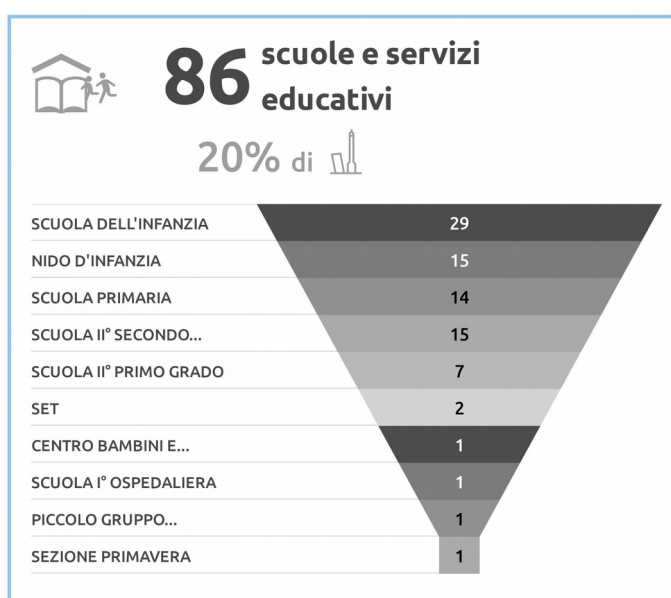 86 scuole e servizi
educativi
20% di
SCUOLA DELL'INFANZIA 29
NIDO D'INFANZIA 15
SCUOLA PRIMARIA 14
SCUOLA II° SECONDO... 15
SCUOLA II° PRIMO GRADO 7
SET 2
CENTRO BAMBINI E... 1
SCUOLA I° OSPEDALIERA 1
PICCOLO GRUPPO... 1
SEZIONE PRIMAVERA 1